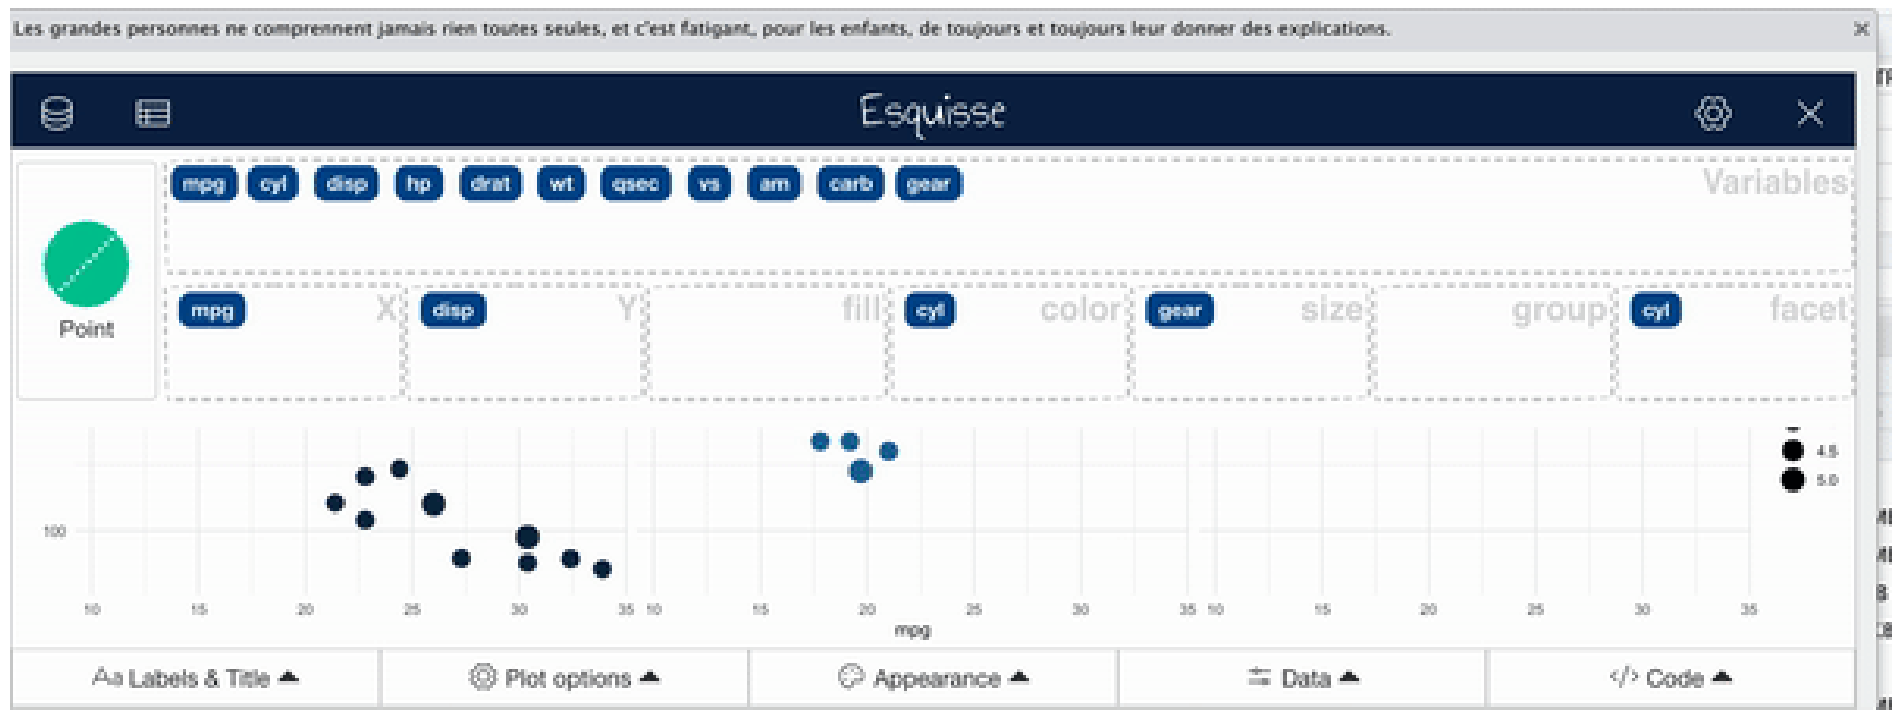 Les grandes personnes ne comprennent jamais rien toutes seules, et c'est fatigant, pour les enfants, de toujours et toujours leur donner des explications.
Esquisse
mpg cyl disp hp drat wt qsec vs am carb gear Variables
Point
mpg X disp Y fill cyl color gear size group cyl facet
4.5
5.0
100
10 15 20 25 30 35 10 15 20 25 30 35 10 15 20 25 30 35
mpg
Aa Labels & Title Plot options Appearance Data </> Code